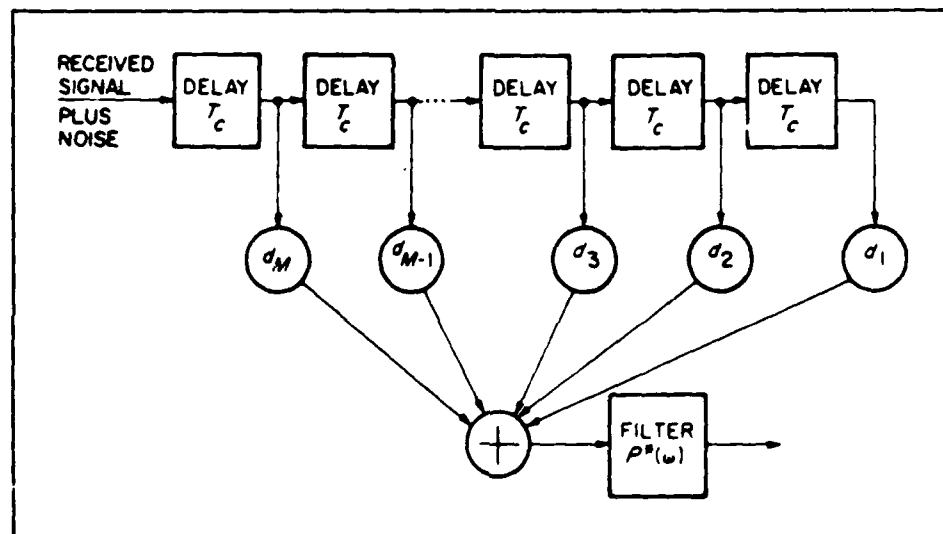 RECEIVED
SIGNAL
PLUS
NOISE
DELAY
T_c
DELAY
T_c
DELAY
T_c
DELAY
T_c
DELAY
T_c
d_M
d_{M-1}
d_3
d_2
d_1
+
FILTER
P*(ω)